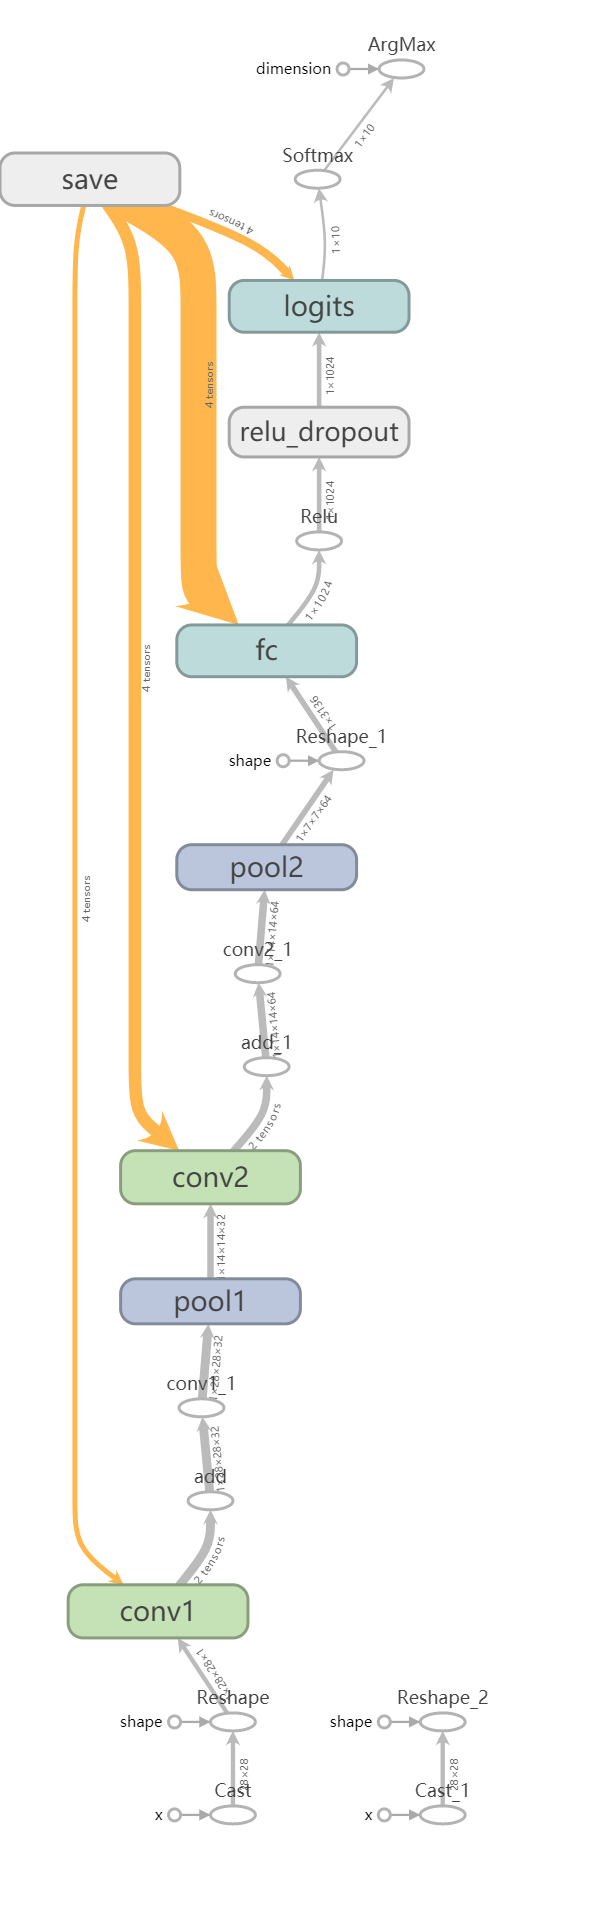 ArgMax
dimension
1×10
Softmax
save
4 tensors
1×10
logits
4 tensors
1×1024
relu_dropout
1×1024
Relu
1×1024
fc
4 tensors
1×3136
Reshape_1
shape
1×7×7×64
pool2
4 tensors
1×14×14×64
conv2_1
1×14×14×64
add_1
2 tensors
conv2
1×14×14×32
pool1
1×28×28×32
conv1_1
1×28×28×32
add
2 tensors
conv1
1×28×28×1
Reshape
Reshape_2
shape
shape
28×28
28×28
Cast
Cast_1
x
x